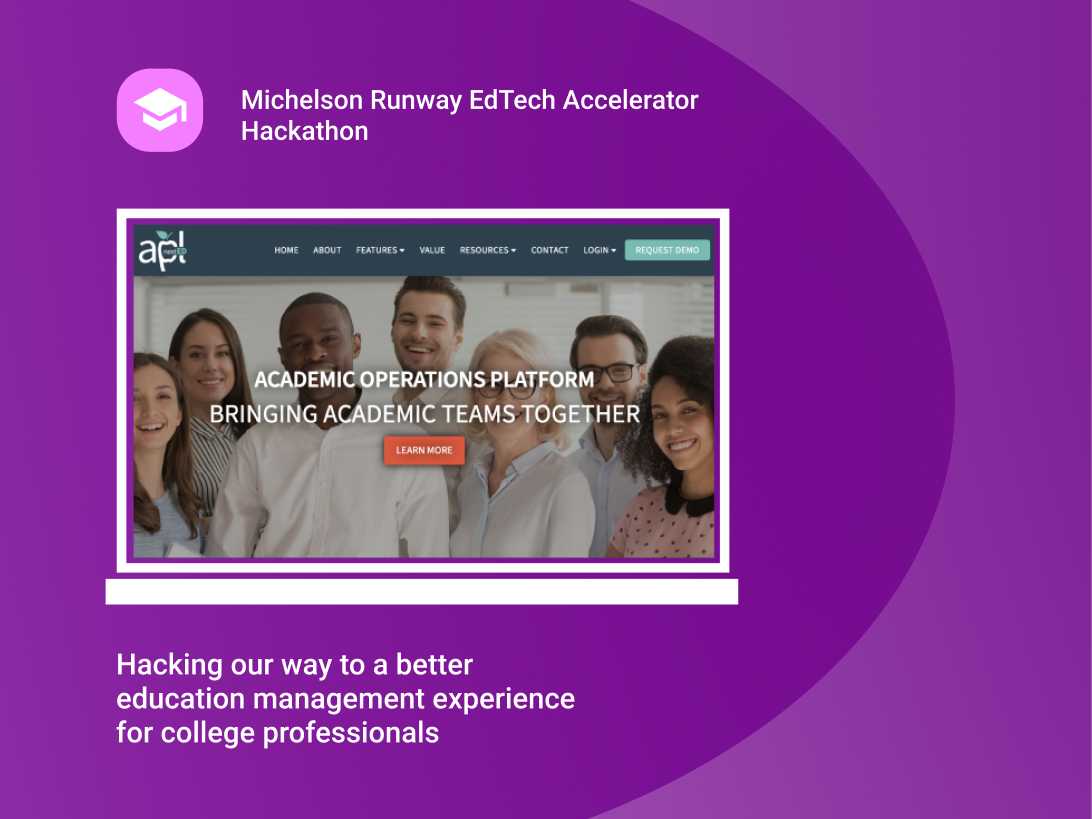 Michelson Runway EdTech Accelerator
Hackathon
apl
nextED
HOME ABOUT FEATURES VALUE RESOURCES CONTACT LOGIN REQUEST DEMO
ACADEMIC OPERATIONS PLATFORM
BRINGING ACADEMIC TEAMS TOGETHER
LEARN MORE
Hacking our way to a better
education management experience
for college professionals